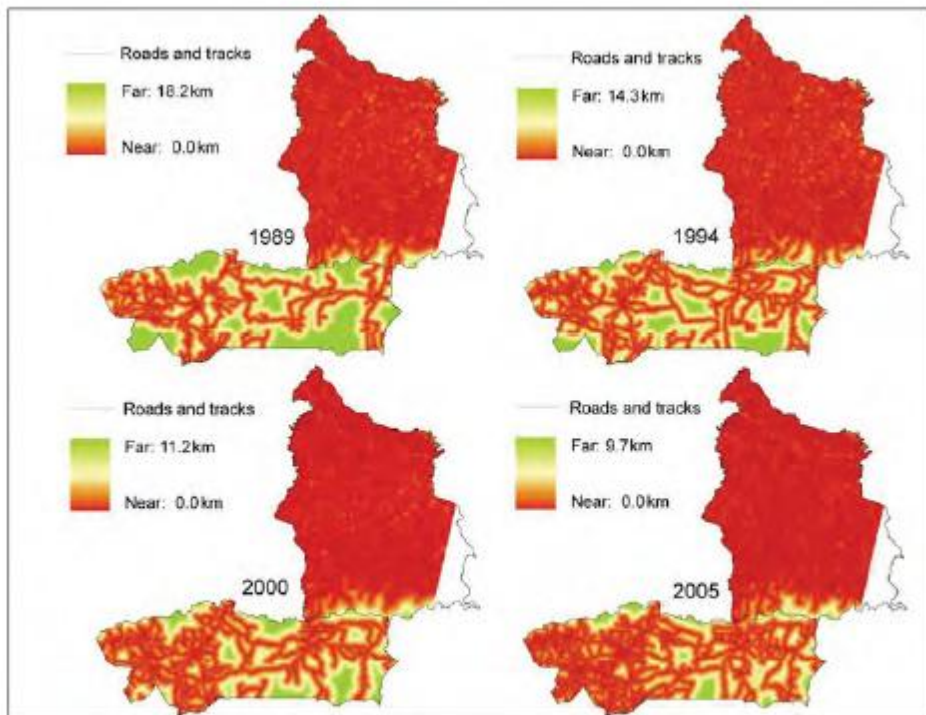 Roads and tracks
Far: 18.2km
Near: 0.0km
1989
Roads and tracks
Far: 14.3km
Near: 0.0km
1994
Roads and tracks
Far: 11.2km
Near: 0.0km
2000
Roads and tracks
Far: 9.7km
Near: 0.0km
2005